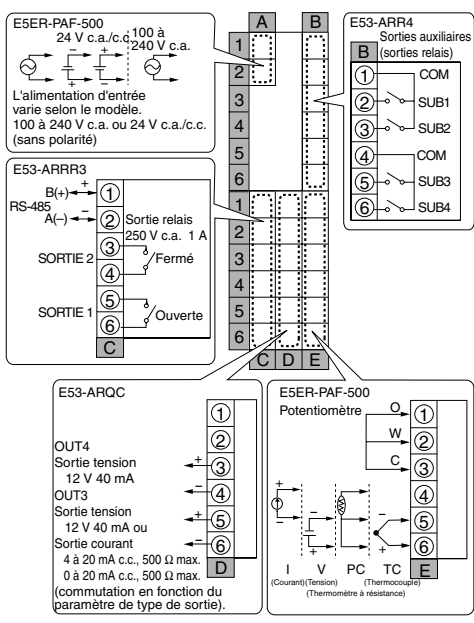 E5ER-PAF-500
24 V c.a./c.c.
100 à
240 V c.a.
− + − +
L'alimentation d'entrée
varie selon le modèle.
100 à 240 V c.a. ou 24 V c.a./c.c.
(sans polarité)
A B
1
2
3
4
5
6
1
2
3
4
5
6
C D E
E53-ARR4
Sorties auxiliaires
(sorties relais)
B
1 COM
2 SUB1
3 SUB2
4 COM
5 SUB3
6 SUB4
E53-ARRR3
RS-485
B(+) + 1
A(−) − 2
Sortie relais
250 V c.a. 1 A
SORTIE 2
3
4
Fermé
SORTIE 1
5
6
Ouverte
C
E53-ARQC
1
2
OUT4
Sortie tension
12 V 40 mA
+ 3
− 4
OUT3
Sortie tension
12 V 40 mA ou
Sortie courant
+ 5
− 6
4 à 20 mA c.c., 500 Ω max.
0 à 20 mA c.c., 500 Ω max.
D
(commutation en fonction du
paramètre de type de sortie).
E5ER-PAF-500
Potentiomètre
O 1
W 2
C 3
4
5
6
+ − − + − +
I V PC TC
E
(Courant) (Tension) (Thermocouple)
(Thermomètre à résistance)